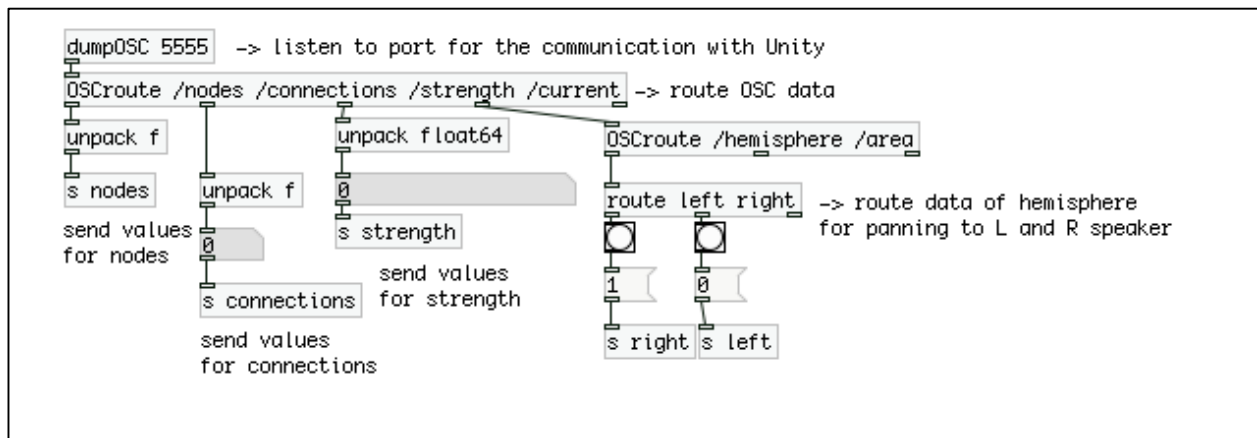 dumpOSC 5555 -> listen to port for the communication with Unity
OSCroute /nodes /connections /strength /current -> route OSC data
unpack f
s nodes
send values
for nodes
unpack f
0
s connections
send values
for connections
unpack float64
0
s strength
send values
for strength
OSCroute /hemisphere /area
route left right -> route data of hemisphere
for panning to L and R speaker
1 0
s right s left